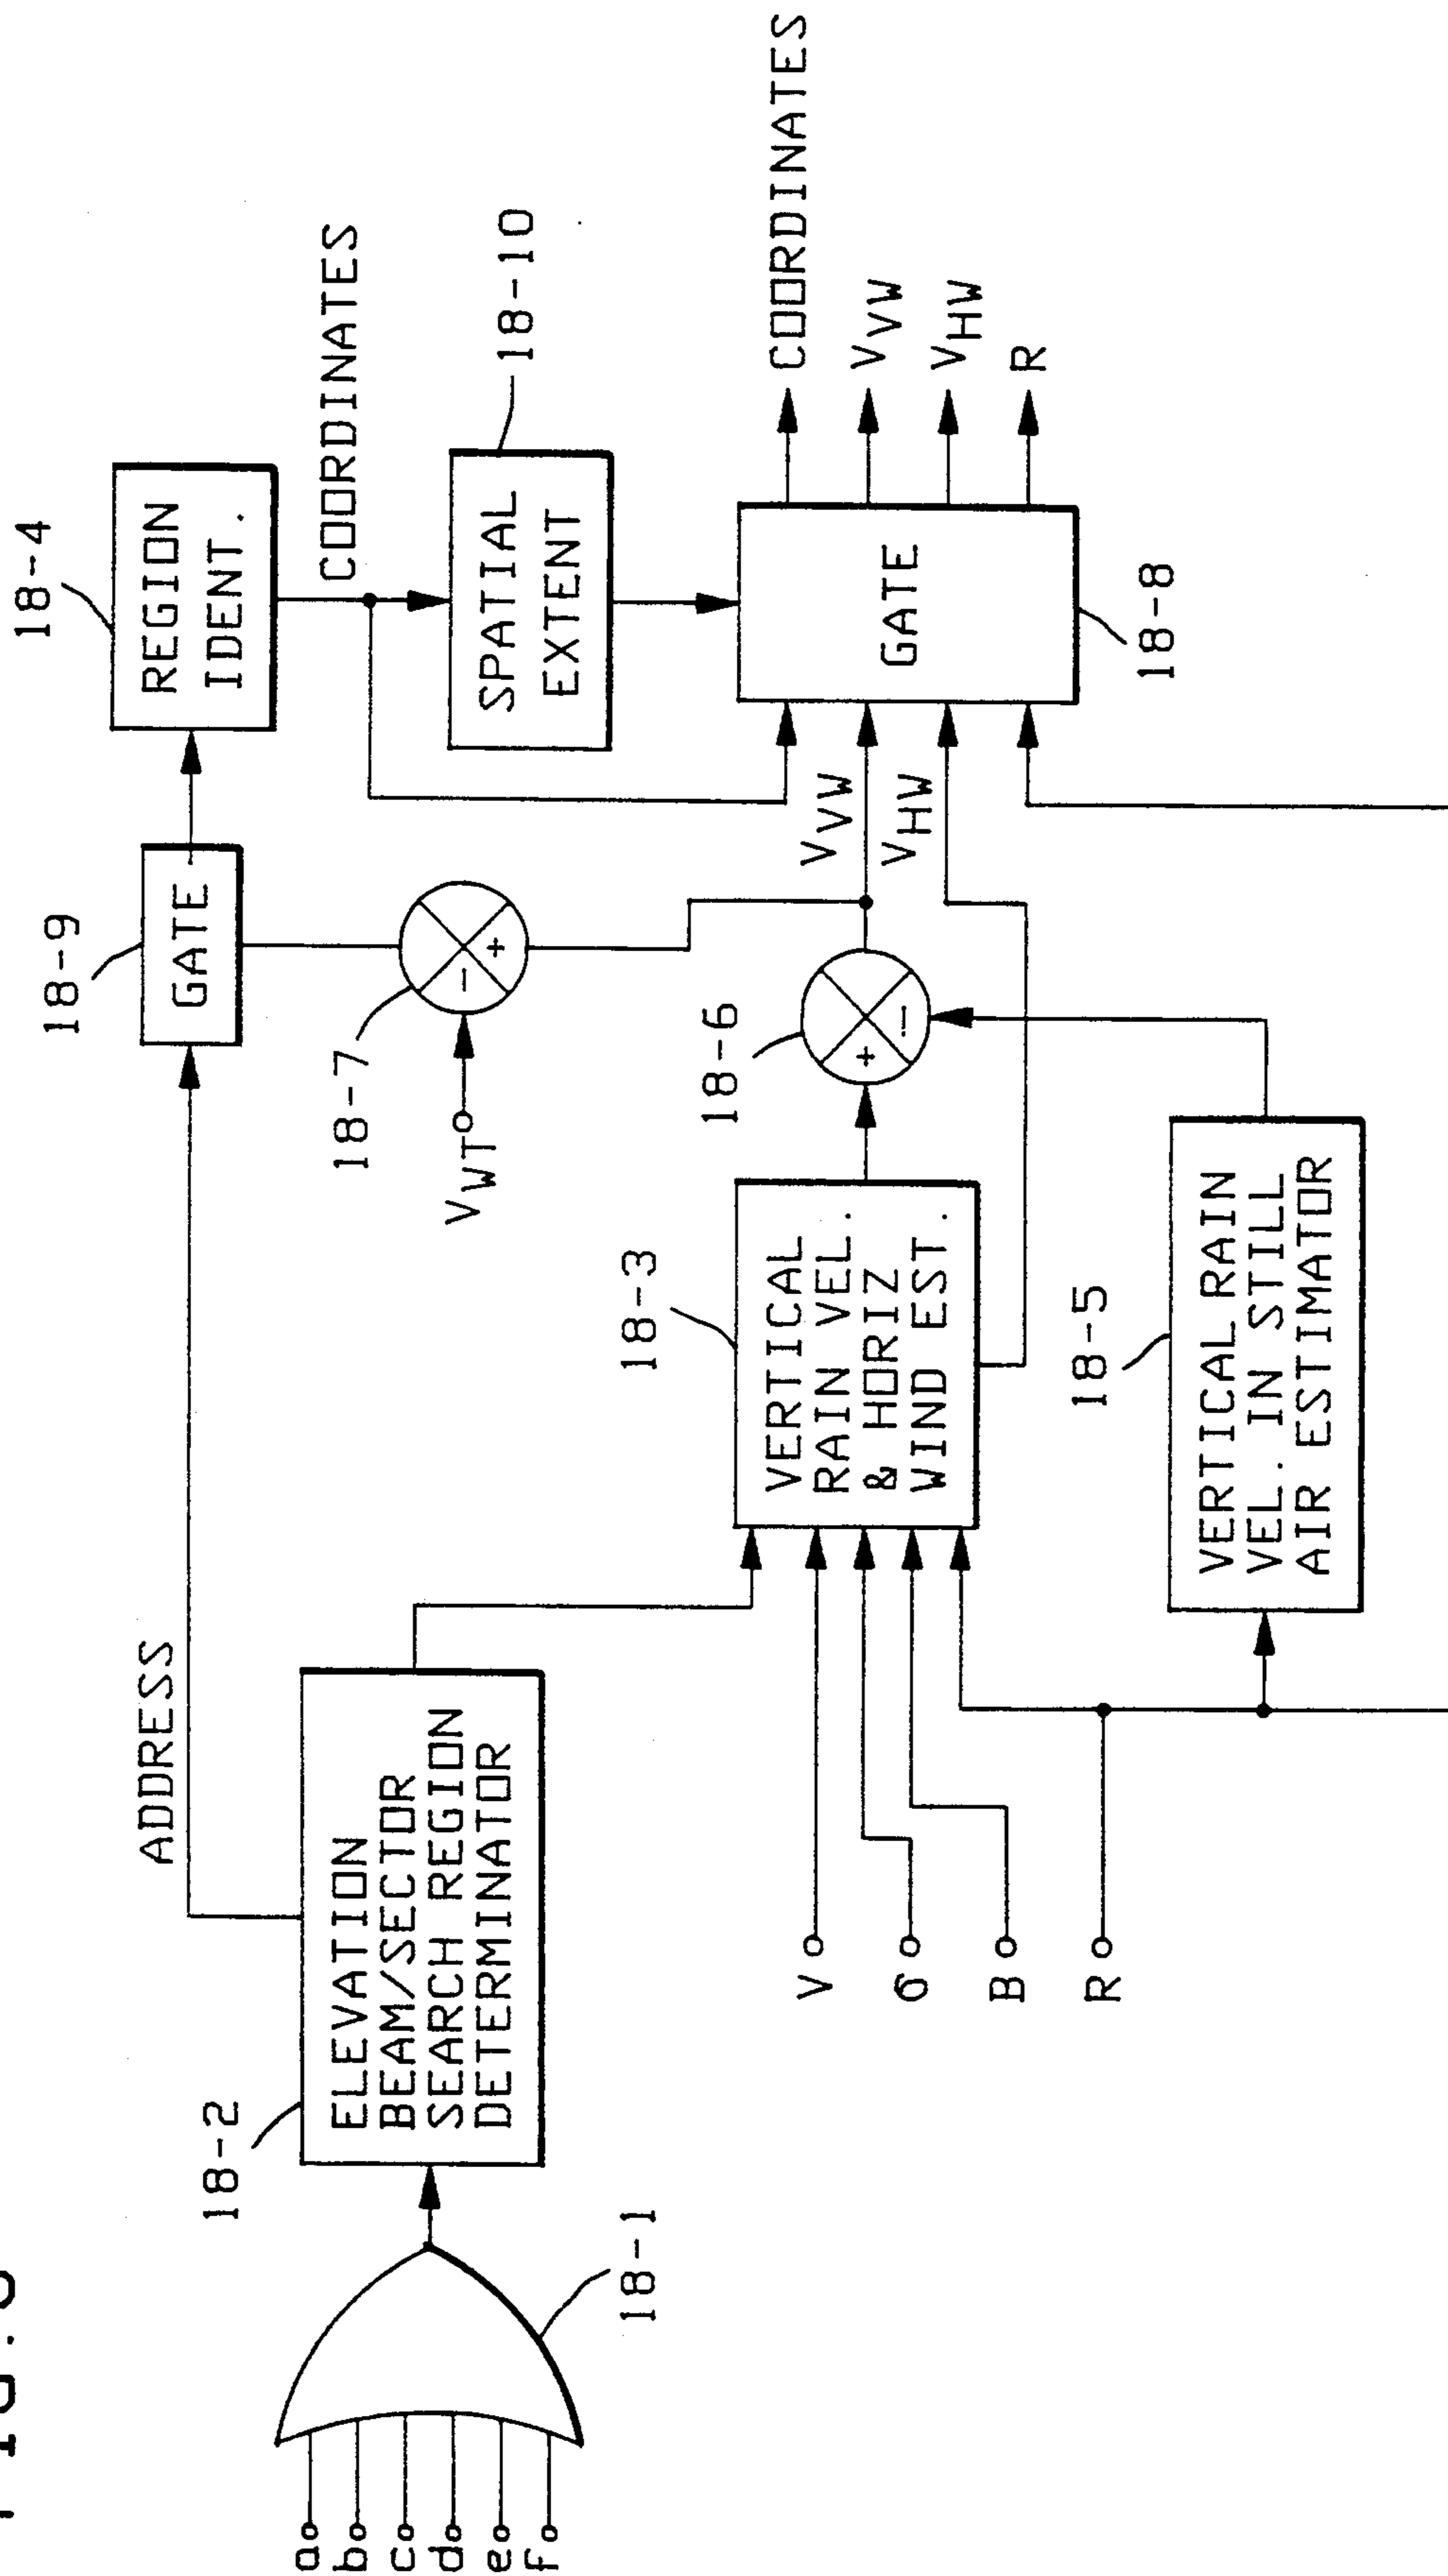 18-4
REGION
IDENT.
18-9
GATE
ADDRESS
COORDINATES
SPATIAL
EXTENT
18-10
18-7
-
+
VWT
18-2
ELEVATION
BEAM/SECTOR
SEARCH REGION
DETERMINATOR
18-1
a
b
c
d
e
f
18-3
VERTICAL
RAIN VEL.
& HORIZ
WIND EST.
18-6
+
-
VVW
VHW
GATE
18-8
COORDINATES
VVW
VHW
R
V
σ
B
R
18-5
VERTICAL RAIN
VEL. IN STILL
AIR ESTIMATOR